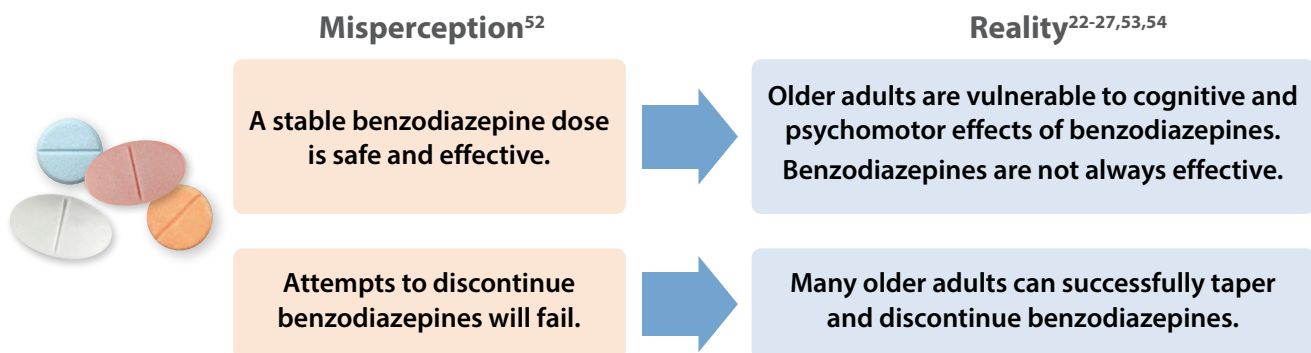 Misperception52
Reality22-27,53,54
A stable benzodiazepine dose
is safe and effective.
Older adults are vulnerable to cognitive and
psychomotor effects of benzodiazepines.
Benzodiazepines are not always effective.
Attempts to discontinue
benzodiazepines will fail.
Many older adults can successfully taper
and discontinue benzodiazepines.